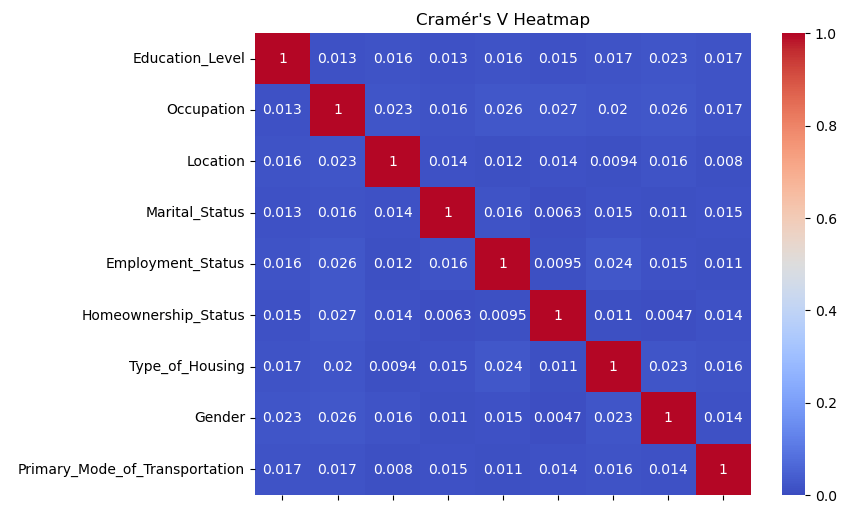 Cramér's V Heatmap
Education_Level 1 0.013 0.016 0.013 0.016 0.015 0.017 0.023 0.017
Occupation 0.013 1 0.023 0.016 0.026 0.027 0.02 0.026 0.017
Location 0.016 0.023 1 0.014 0.012 0.014 0.0094 0.016 0.008
Marital_Status 0.013 0.016 0.014 1 0.016 0.0063 0.015 0.011 0.015
Employment_Status 0.016 0.026 0.012 0.016 1 0.0095 0.024 0.015 0.011
Homeownership_Status 0.015 0.027 0.014 0.0063 0.0095 1 0.011 0.0047 0.014
Type_of_Housing 0.017 0.02 0.0094 0.015 0.024 0.011 1 0.023 0.016
Gender 0.023 0.026 0.016 0.011 0.015 0.0047 0.023 1 0.014
Primary_Mode_of_Transportation 0.017 0.017 0.008 0.015 0.011 0.014 0.016 0.014 1
1.0
0.8
0.6
0.4
0.2
0.0